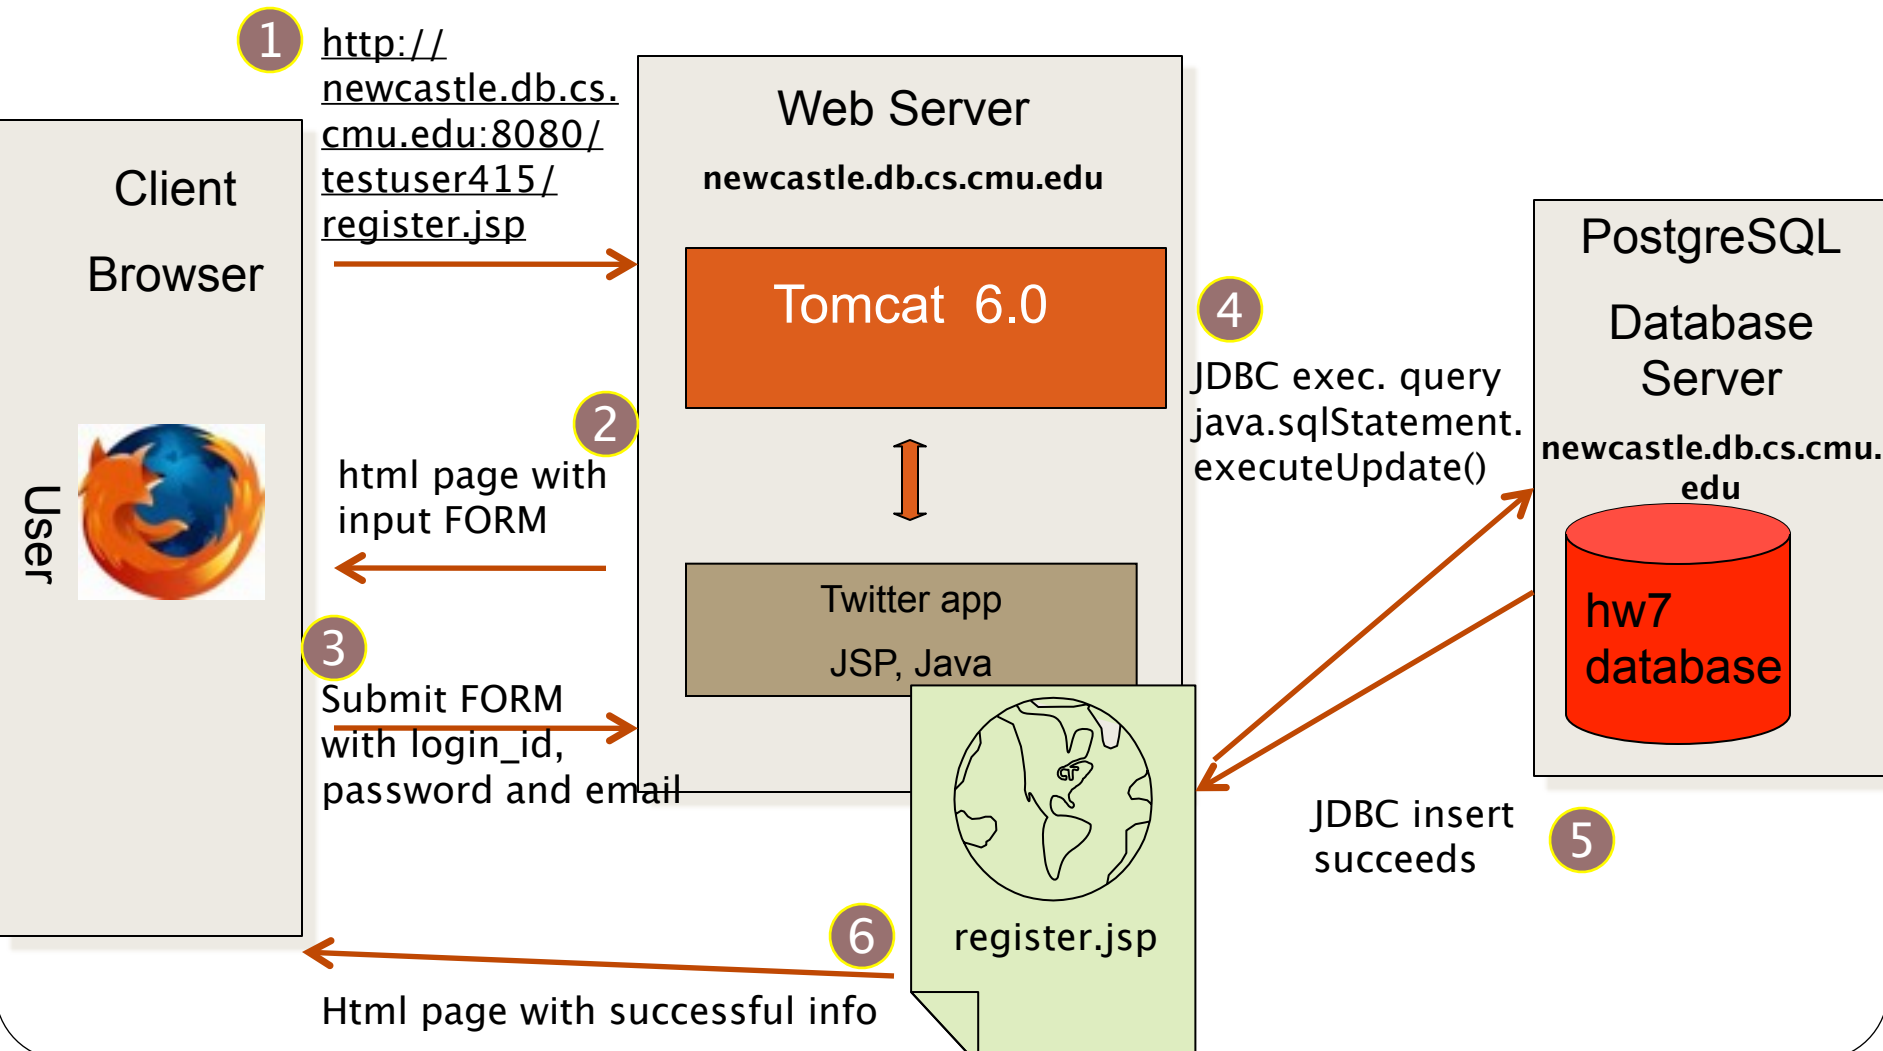 1
http://
newcastle.db.cs.
cmu.edu:8080/
testuser415/
register.jsp
Client
Browser
User
Web Server
newcastle.db.cs.cmu.edu
Tomcat 6.0
2
html page with
input FORM
3
Submit FORM
with login_id,
password and email
Twitter app
JSP, Java
4
JDBC exec. query
java.sqlStatement.
executeUpdate()
PostgreSQL
Database
Server
newcastle.db.cs.cmu.
edu
hw7
database
JDBC insert
succeeds
5
6
register.jsp
Html page with successful info